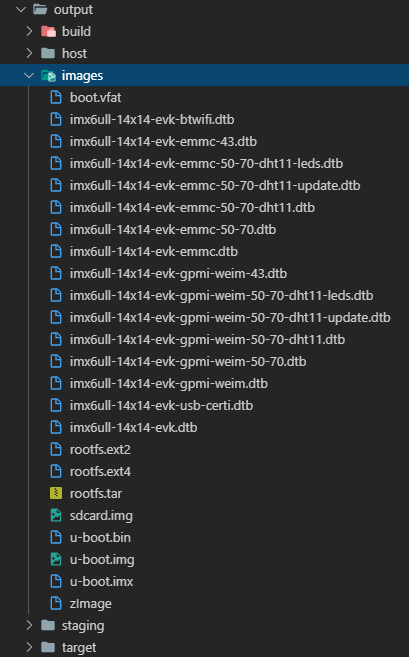 output
build
host
images
boot.vfat
imx6ull-14x14-evk-btwifi.dtb
imx6ull-14x14-evk-emmc-43.dtb
imx6ull-14x14-evk-emmc-50-70-dht11-leds.dtb
imx6ull-14x14-evk-emmc-50-70-dht11-update.dtb
imx6ull-14x14-evk-emmc-50-70-dht11.dtb
imx6ull-14x14-evk-emmc-50-70.dtb
imx6ull-14x14-evk-emmc.dtb
imx6ull-14x14-evk-gpmi-weim-43.dtb
imx6ull-14x14-evk-gpmi-weim-50-70-dht11-leds.dtb
imx6ull-14x14-evk-gpmi-weim-50-70-dht11-update.dtb
imx6ull-14x14-evk-gpmi-weim-50-70-dht11.dtb
imx6ull-14x14-evk-gpmi-weim-50-70.dtb
imx6ull-14x14-evk-gpmi-weim.dtb
imx6ull-14x14-evk-usb-certi.dtb
imx6ull-14x14-evk.dtb
rootfs.ext2
rootfs.ext4
rootfs.tar
sdcard.img
u-boot.bin
u-boot.img
u-boot.imx
zImage
staging
target